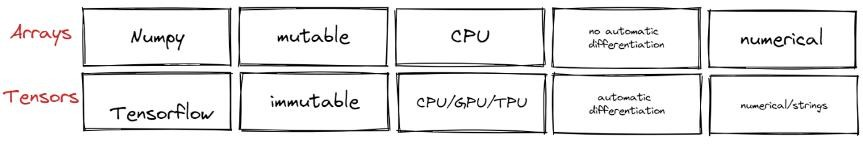 Arrays
Numpy
mutable
CPU
no automatic
differentiation
numerical
Tensors
Tensorflow
immutable
CPU/GPU/TPU
automatic
differentiation
numerical/strings